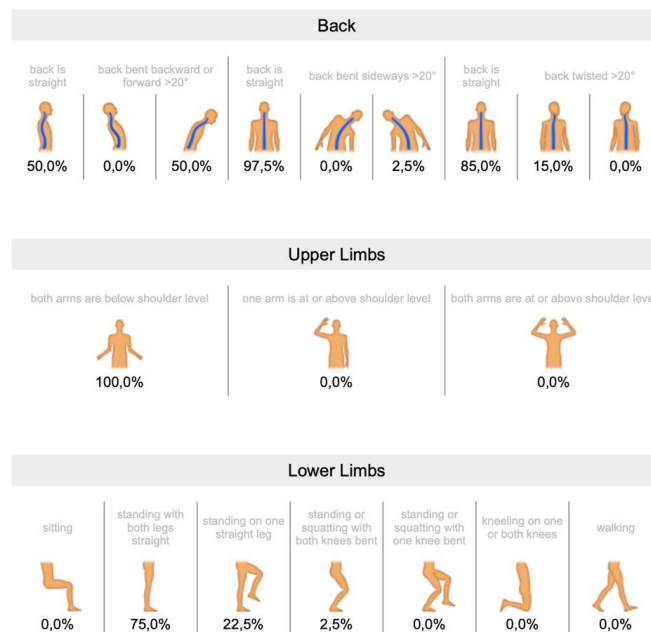 Back
back is
straight
back bent backward or
forward >20°
back is
straight
back bent sideways >20°
back is
straight
back twisted >20°
50,0%
0,0%
50,0%
97,5%
0,0%
2,5%
85,0%
15,0%
0,0%
Upper Limbs
both arms are below shoulder level
one arm is at or above shoulder level
both arms are at or above shoulder leve
100,0%
0,0%
0,0%
Lower Limbs
sitting
standing with
both legs
straight
standing on one
straight leg
standing or
squatting with
both knees bent
standing or
squatting with
one knee bent
kneeling on one
or both knees
walking
0,0%
75,0%
22,5%
2,5%
0,0%
0,0%
0,0%